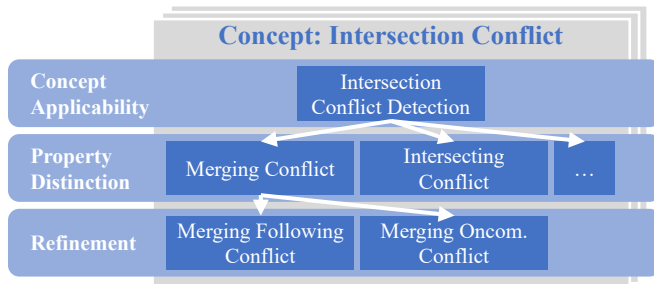 Concept: Intersection Conflict
Concept
Applicability
Intersection
Conflict Detection
Property
Distinction
Merging Conflict
Intersecting
Conflict
...
Refinement
Merging Following
Conflict
Merging Oncom.
Conflict